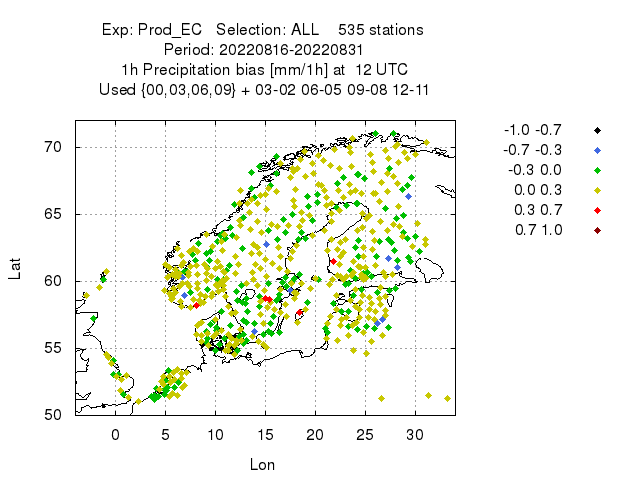 Exp: Prod_EC   Selection: ALL    535 stations
Period: 20220816-20220831
1h Precipitation bias [mm/1h] at  12 UTC
Used {00,03,06,09} + 03-02 06-05 09-08 12-11
-1.0 -0.7
-0.7 -0.3
-0.3 0.0
0.0 0.3
0.3 0.7
0.7 1.0
70
65
60
55
50
Lat
0 5 10 15 20 25 30
Lon